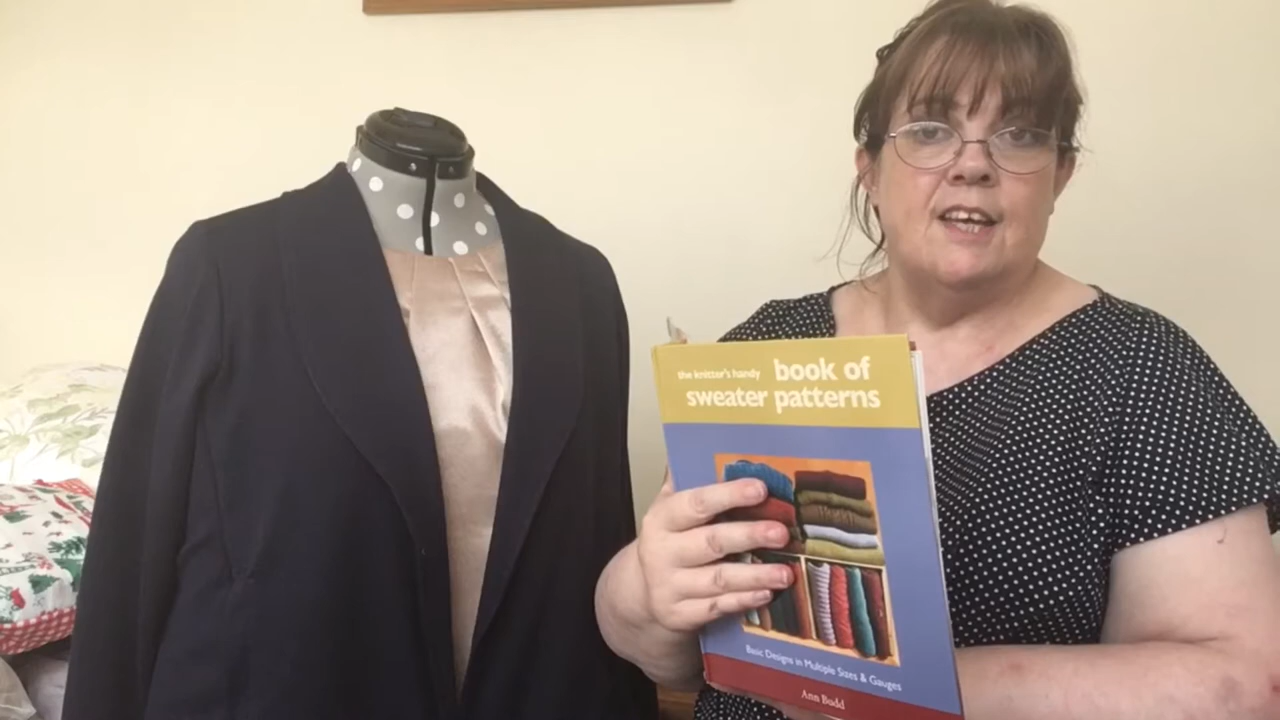 the knitter's handy book of
sweater patterns
Basic Designs in Multiple Sizes & Gauges
Ann Budd